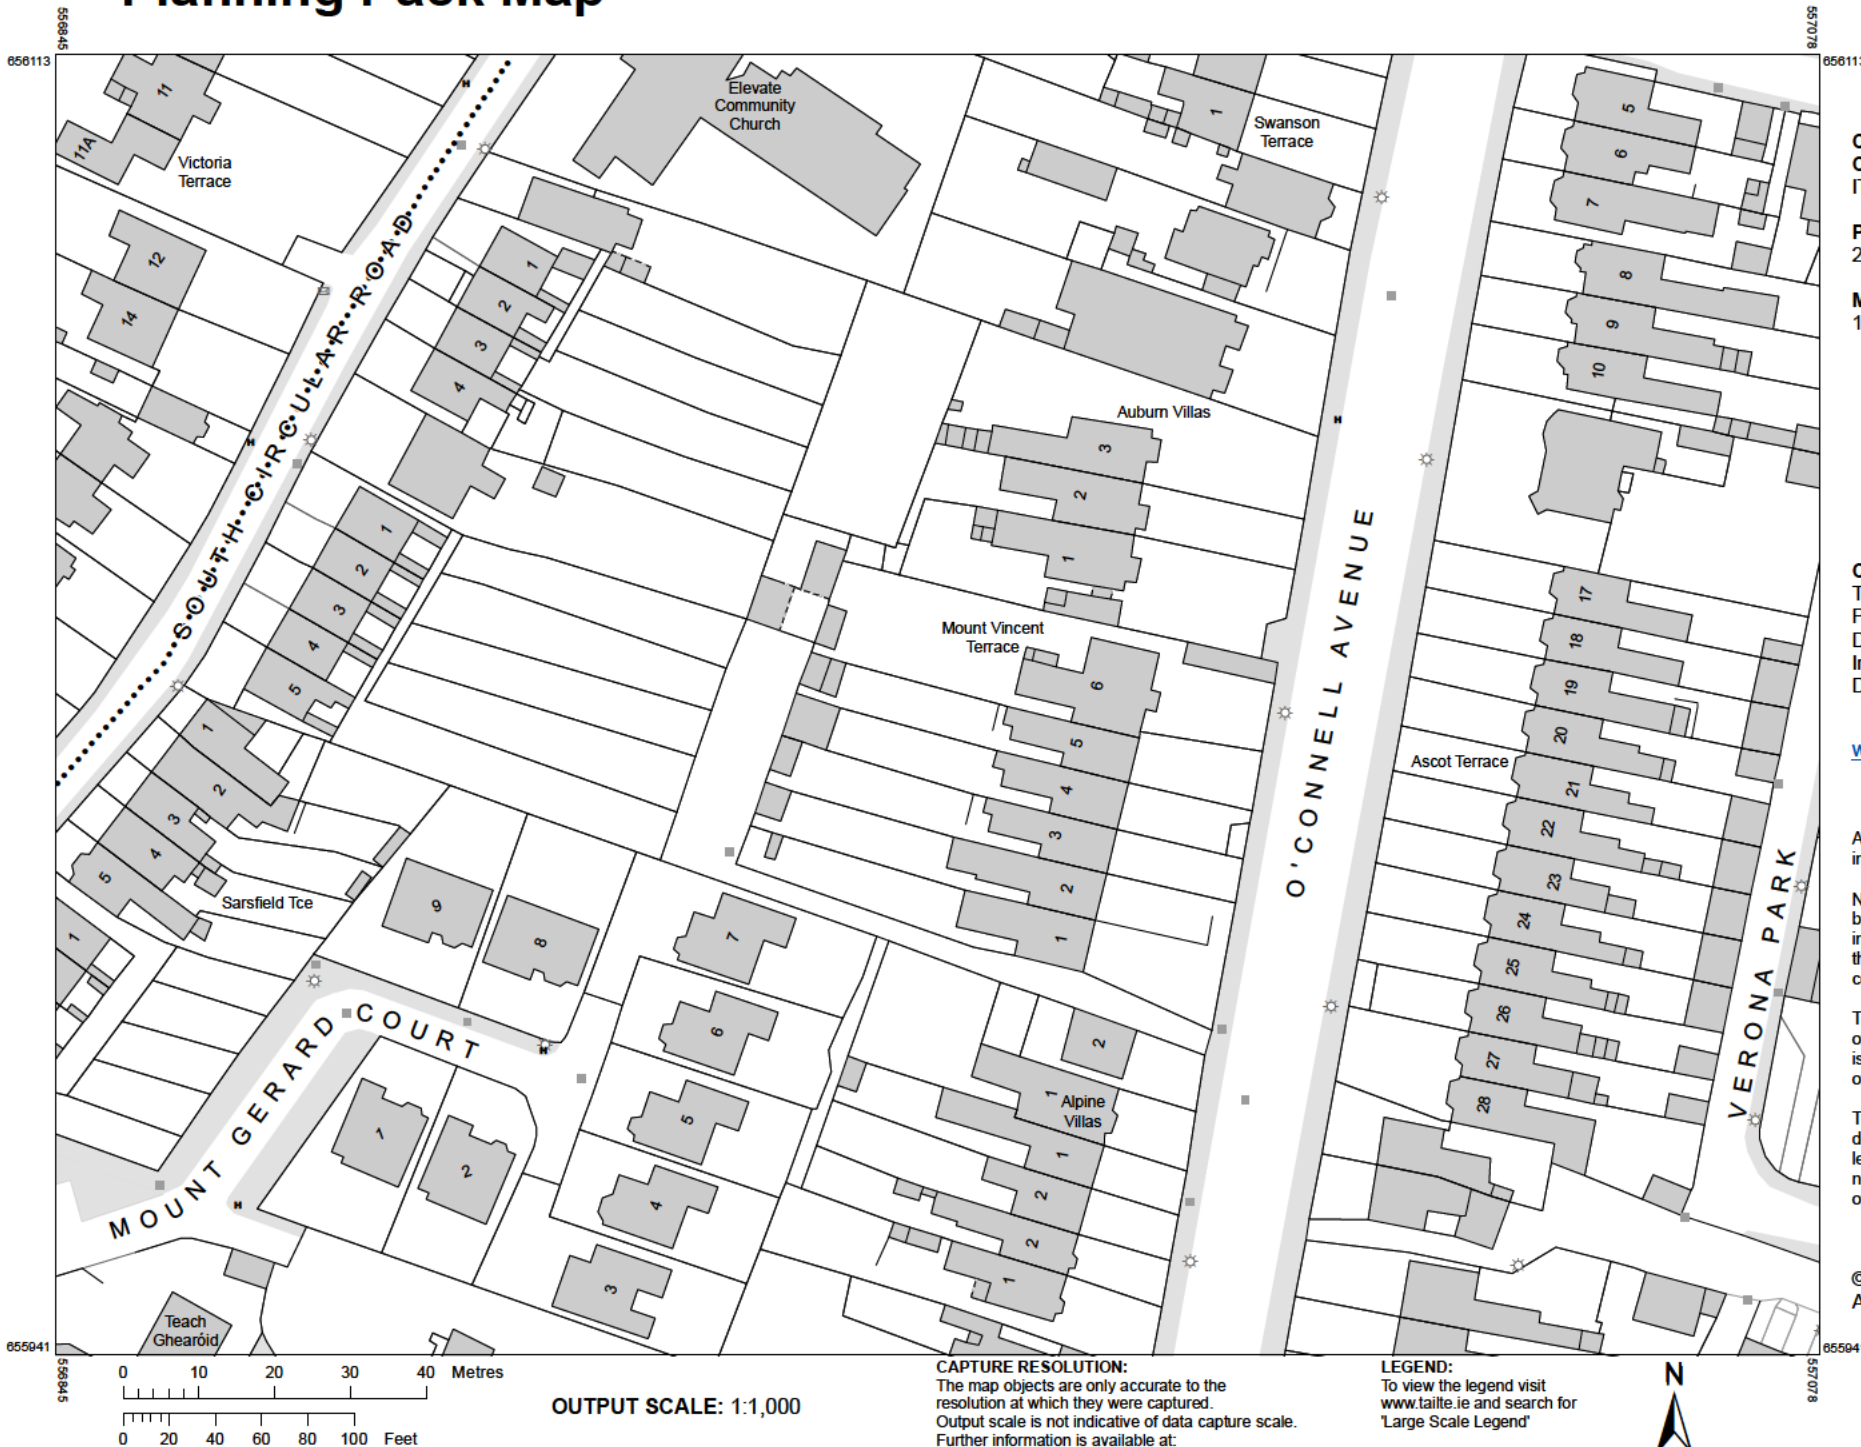 Planning Pack Map
556845
557078
656113
656113
11
11A
Victoria
Terrace
12
14
Elevate
Community
Church
1
Swanson
Terrace
5
6
7
8
9
10
1
2
3
4
SOUTH CIRCULAR ROAD
Auburn Villas
3
2
1
1
2
3
4
5
Mount Vincent
Terrace
6
5
4
3
2
1
O'CONNELL AVENUE
Ascot Terrace
17
18
19
20
21
22
23
24
25
26
27
28
VERONA PARK
1
2
3
4
5
Sarsfield Tce
1
9
8
7
6
5
4
3
MOUNT GERARD COURT
1
2
2
1
Alpine
Villas
1
2
2
1
Teach
Ghearóid
655941
655941
556845
557078
0 10 20 30 40 Metres
0 20 40 60 80 100 Feet
OUTPUT SCALE: 1:1,000
CAPTURE RESOLUTION:
The map objects are only accurate to the
resolution at which they were captured.
Output scale is not indicative of data capture scale.
Further information is available at:
LEGEND:
To view the legend visit
www.tailte.ie and search for
'Large Scale Legend'
N